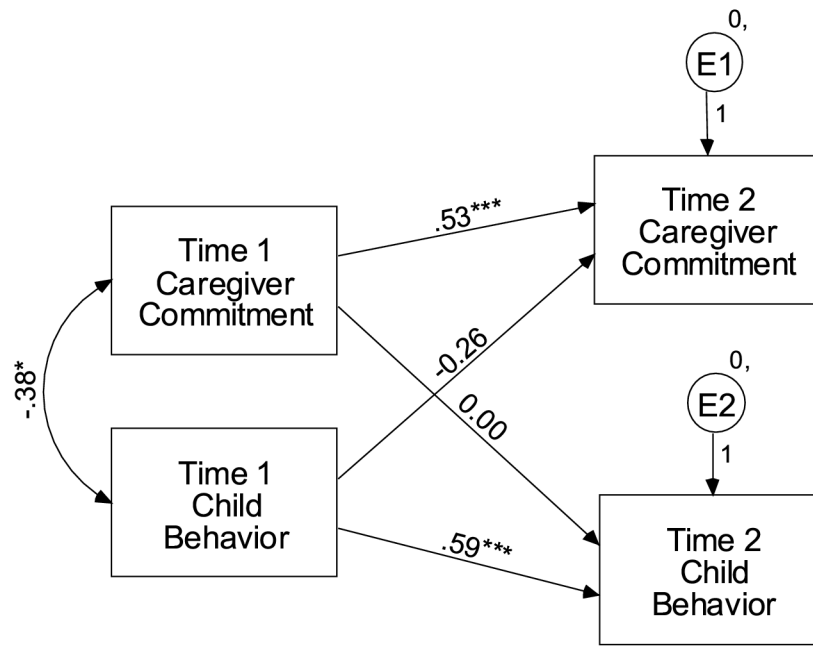 0,
E1
1
Time 2
Caregiver
Commitment
.53***
Time 1
Caregiver
Commitment
-.38*
-0.26
0.00
0,
E2
1
Time 1
Child
Behavior
.59***
Time 2
Child
Behavior